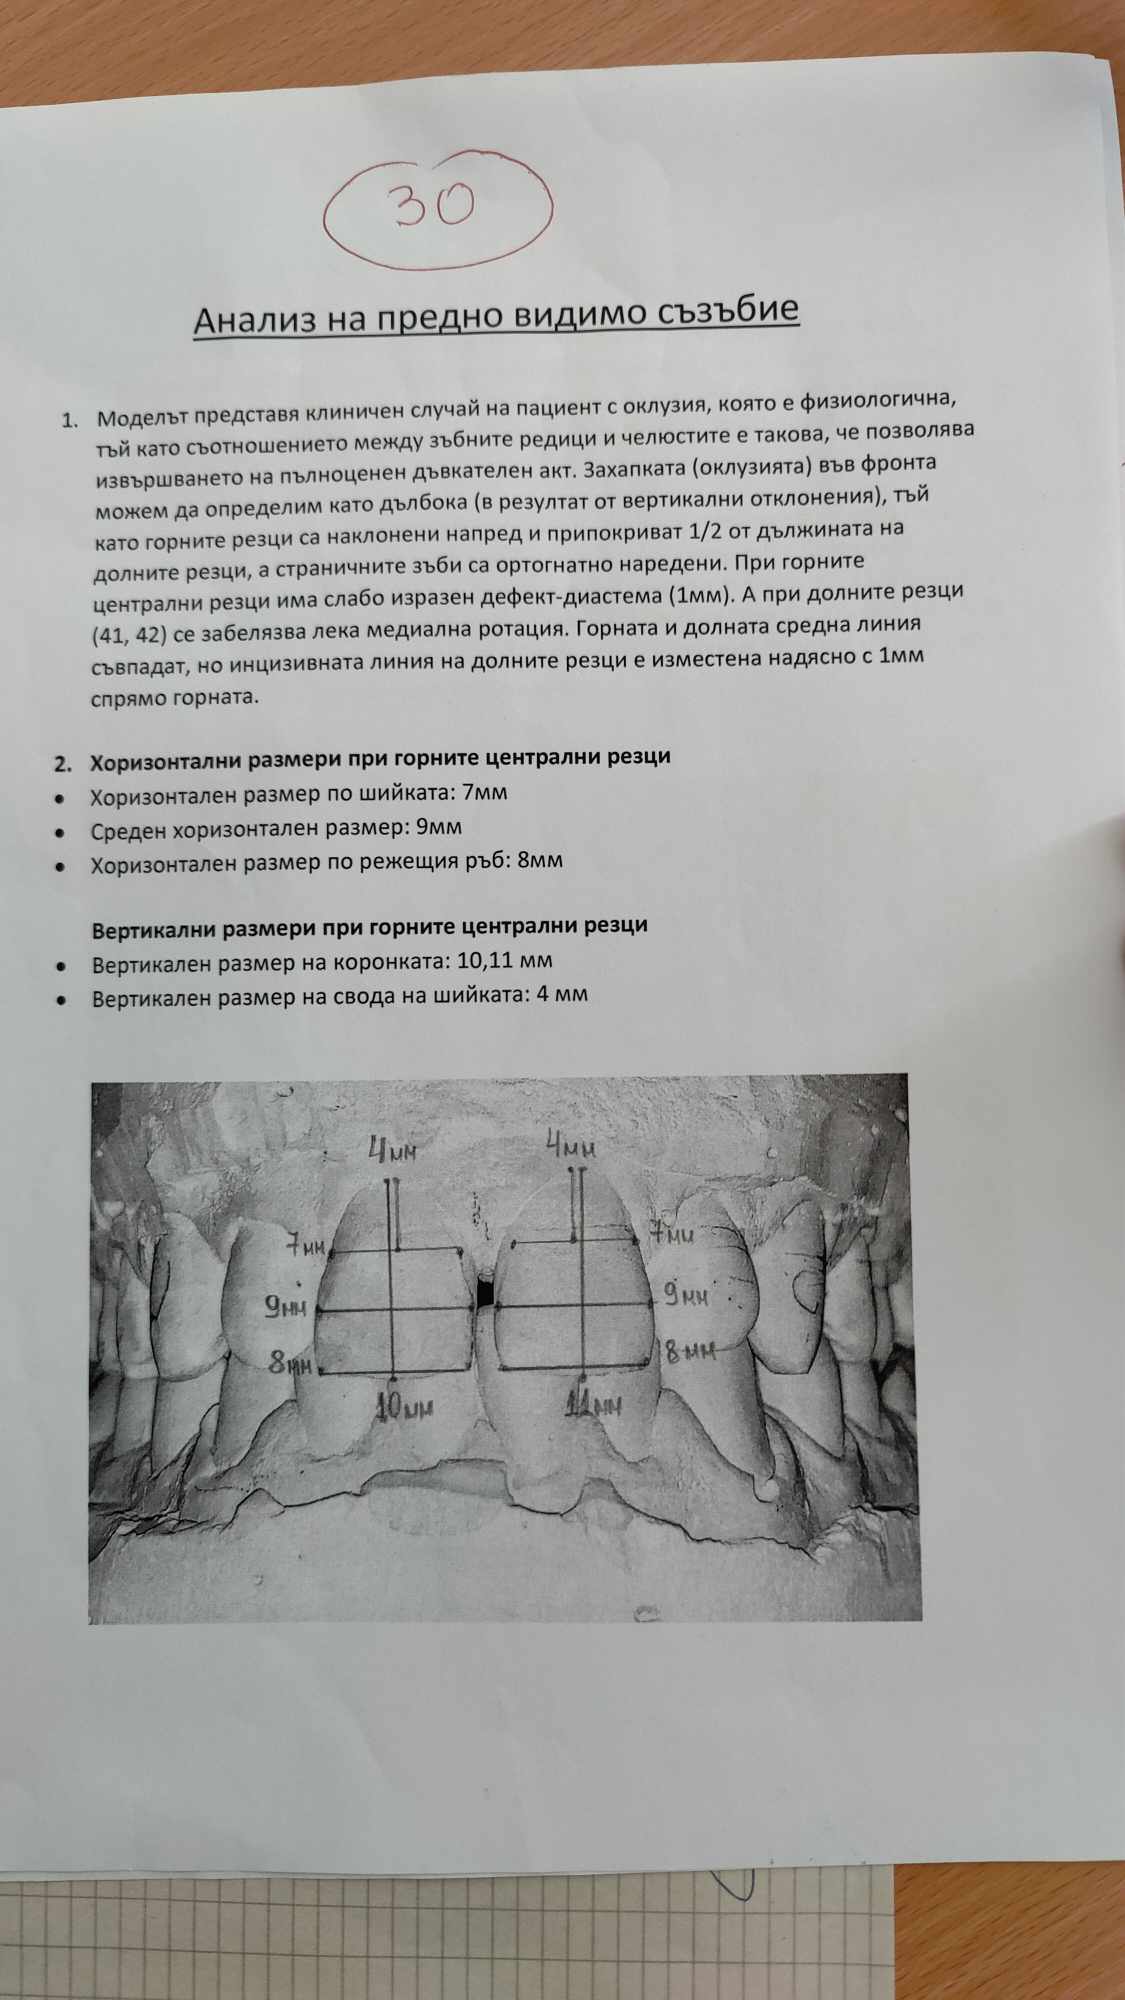 30
Анализ на предно видимо съзъбие
1. Моделът представя клиничен случай на пациент с оклузия, която е физиологична,
тъй като съотношението между зъбните редици и челюстите е такова, че позволява
извършването на пълноценен дъвкателен акт. Захапката (оклузията) във фронта
можем да определим като дълбока (в резултат от вертикални отклонения), тъй
като горните резци са наклонени напред и припокриват 1/2 от дължината на
долните резци, а страничните зъби са ортогнатно наредени. При горните
централни резци има слабо изразен дефект-диастема (1мм). А при долните резци
(41, 42) се забелязва лека медиална ротация. Горната и долната средна линия
съвпадат, но инцизивната линия на долните резци е изместена надясно с 1мм
спрямо горната.
2. Хоризонтални размери при горните централни резци
• Хоризонтален размер по шийката: 7мм
• Среден хоризонтален размер: 9мм
• Хоризонтален размер по режещия ръб: 8мм
Вертикални размери при горните централни резци
• Вертикален размер на коронката: 10,11 мм
• Вертикален размер на свода на шийката: 4 мм
4мм 4мм
7мм 7мм
9мм 9мм
8мм 8мм
10мм 11мм